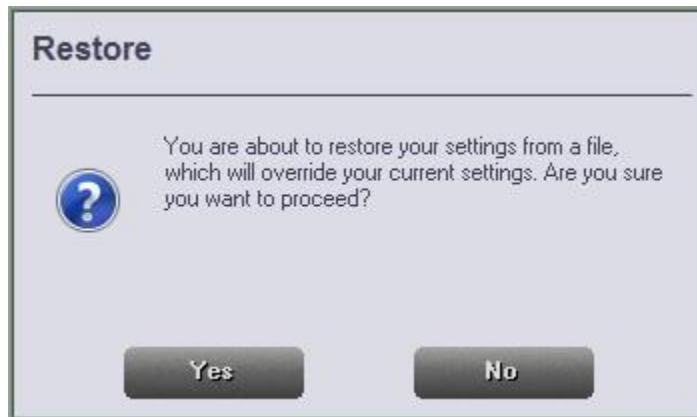 Restore
You are about to restore your settings from a file,
which will override your current settings. Are you sure
you want to proceed?
Yes
No